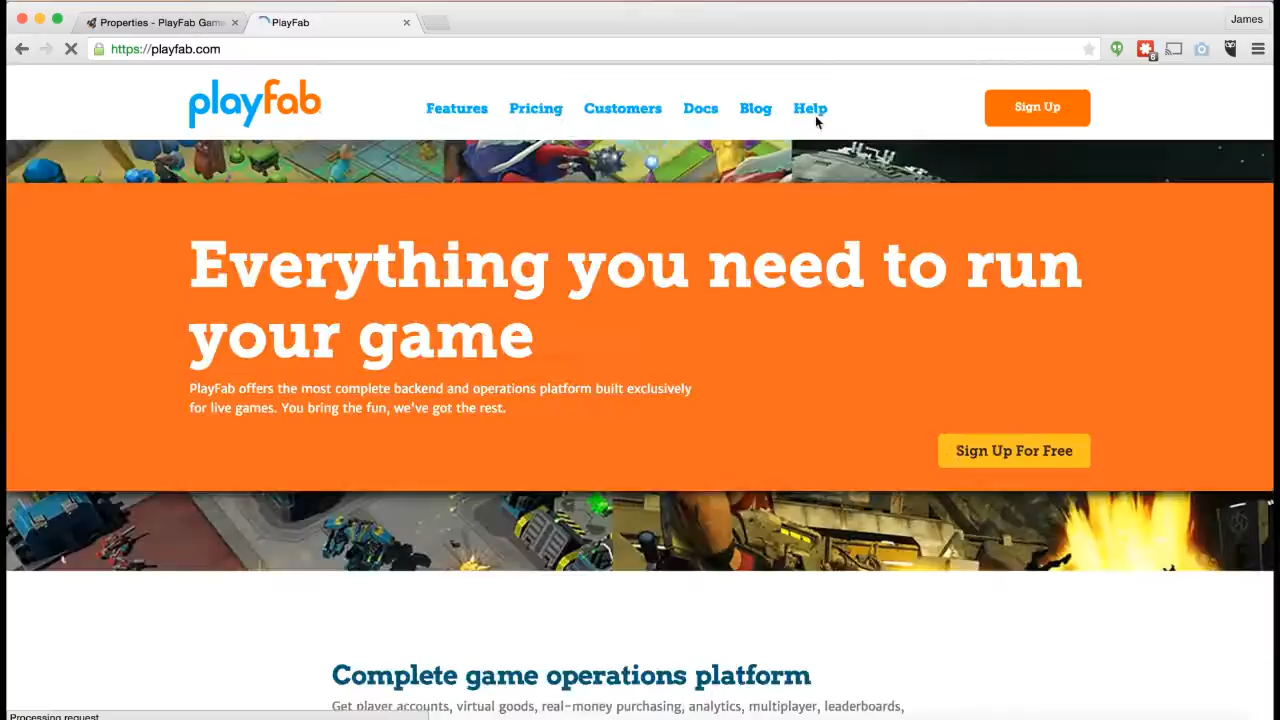 Properties - PlayFab Game
PlayFab
James
https://playfab.com
playfab
Features
Pricing
Customers
Docs
Blog
Help
Sign Up
Everything you need to run
your game
PlayFab offers the most complete backend and operations platform built exclusively
for live games. You bring the fun, we've got the rest.
Sign Up For Free
Complete game operations platform
Get player accounts, virtual goods, real-money purchasing, analytics, multiplayer, leaderboards,
Processing request